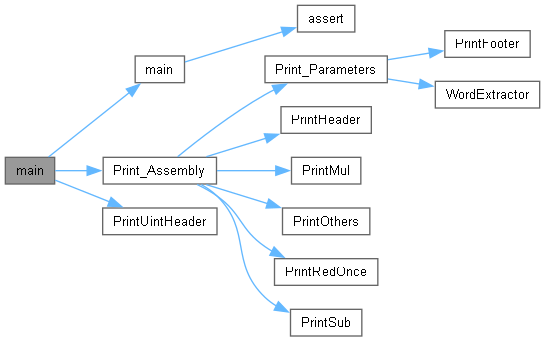 assert
PrintFooter
main
Print_Parameters
WordExtractor
PrintHeader
main
Print_Assembly
PrintMul
PrintUintHeader
PrintOthers
PrintRedOnce
PrintSub